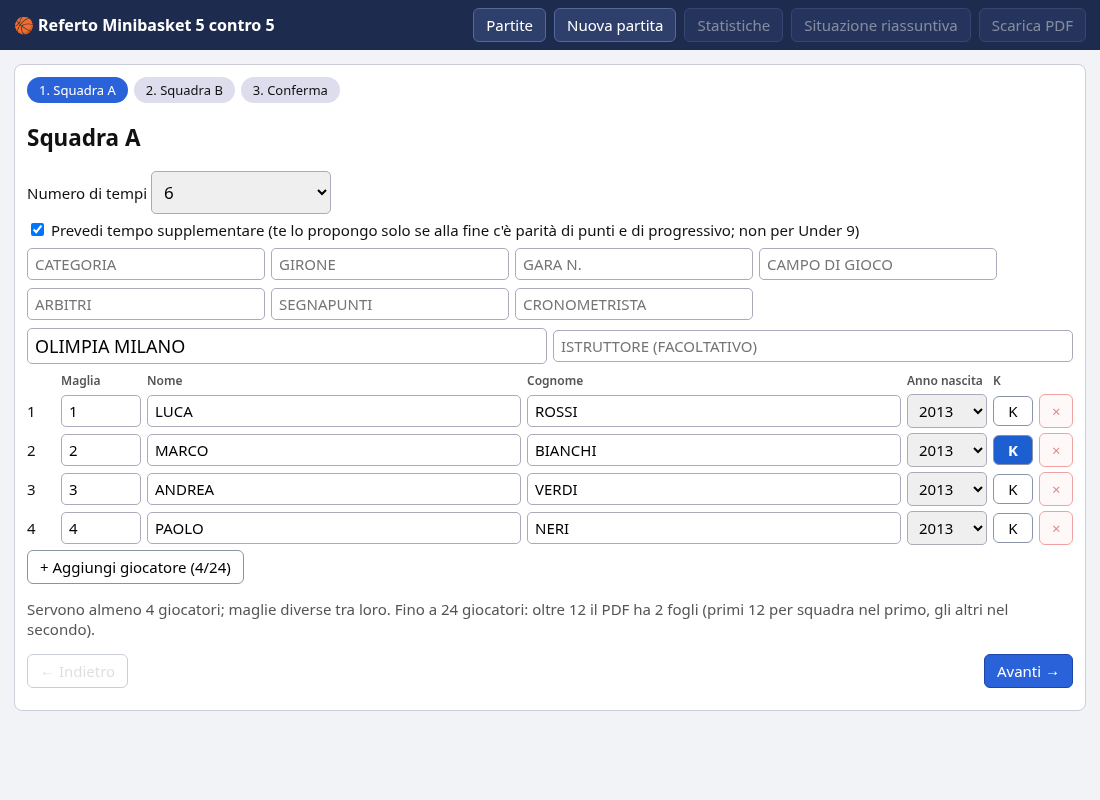 🏀 Referto Minibasket 5 contro 5
Partite
Nuova partita
Statistiche
Situazione riassuntiva
Scarica PDF
1. Squadra A
2. Squadra B
3. Conferma
Squadra A
Numero di tempi 6
Prevedi tempo supplementare (te lo propongo solo se alla fine c'è parità di punti e di progressivo; non per Under 9)
CATEGORIA
GIRONE
GARA N.
CAMPO DI GIOCO
ARBITRI
SEGNAPUNTI
CRONOMETRISTA
OLIMPIA MILANO
ISTRUTTORE (FACOLTATIVO)
Maglia Nome Cognome Anno nascita K
1 1 LUCA ROSSI 2013 K ×
2 2 MARCO BIANCHI 2013 K ×
3 3 ANDREA VERDI 2013 K ×
4 4 PAOLO NERI 2013 K ×
+ Aggiungi giocatore (4/24)
Servono almeno 4 giocatori; maglie diverse tra loro. Fino a 24 giocatori: oltre 12 il PDF ha 2 fogli (primi 12 per squadra nel primo, gli altri nel
secondo).
← Indietro
Avanti →